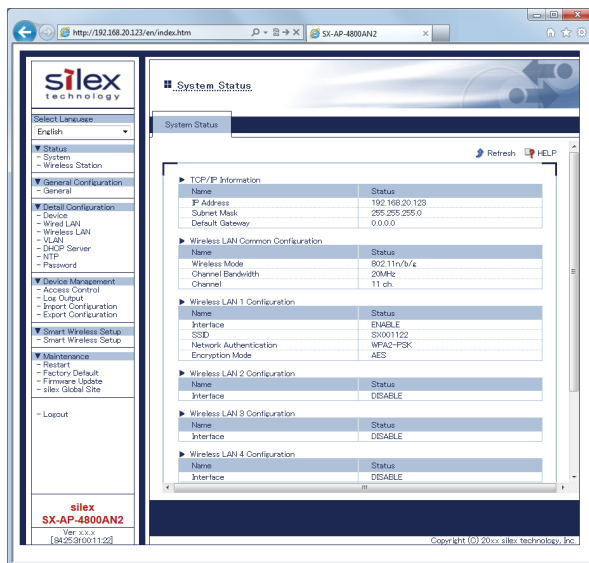 http://192.168.20.123/en/index.htm
SX-AP-4800AN2
silex
technology
System Status
Select Language
English
System Status
▼ Status
- System
- Wireless Station
▼ General Configuration
- General
▼ Detail Configuration
- Device
- Wired LAN
- Wireless LAN
- VLAN
- DHCP Server
- NTP
- Password
▼ Device Management
- Access Control
- Log Output
- Import Configuration
- Export Configuration
▼ Smart Wireless Setup
- Smart Wireless Setup
▼ Maintenance
- Restart
- Factory Default
- Firmware Update
- silex Global Site
- Logout
silex
SX-AP-4800AN2
Ver x.x.x
[84:25:3f:00:11:22]
Refresh HELP
▶ TCP/IP Information
Name Status
IP Address 192.168.20.123
Subnet Mask 255.255.255.0
Default Gateway 0.0.0.0
▶ Wireless LAN Common Configuration
Name Status
Wireless Mode 802.11n/b/g
Channel Bandwidth 20MHz
Channel 11 ch.
▶ Wireless LAN 1 Configuration
Name Status
Interface ENABLE
SSID SX001122
Network Authentication WPA2-PSK
Encryption Mode AES
▶ Wireless LAN 2 Configuration
Name Status
Interface DISABLE
▶ Wireless LAN 3 Configuration
Name Status
Interface DISABLE
▶ Wireless LAN 4 Configuration
Name Status
Interface DISABLE
Copyright (C) 20xx silex technology, Inc.